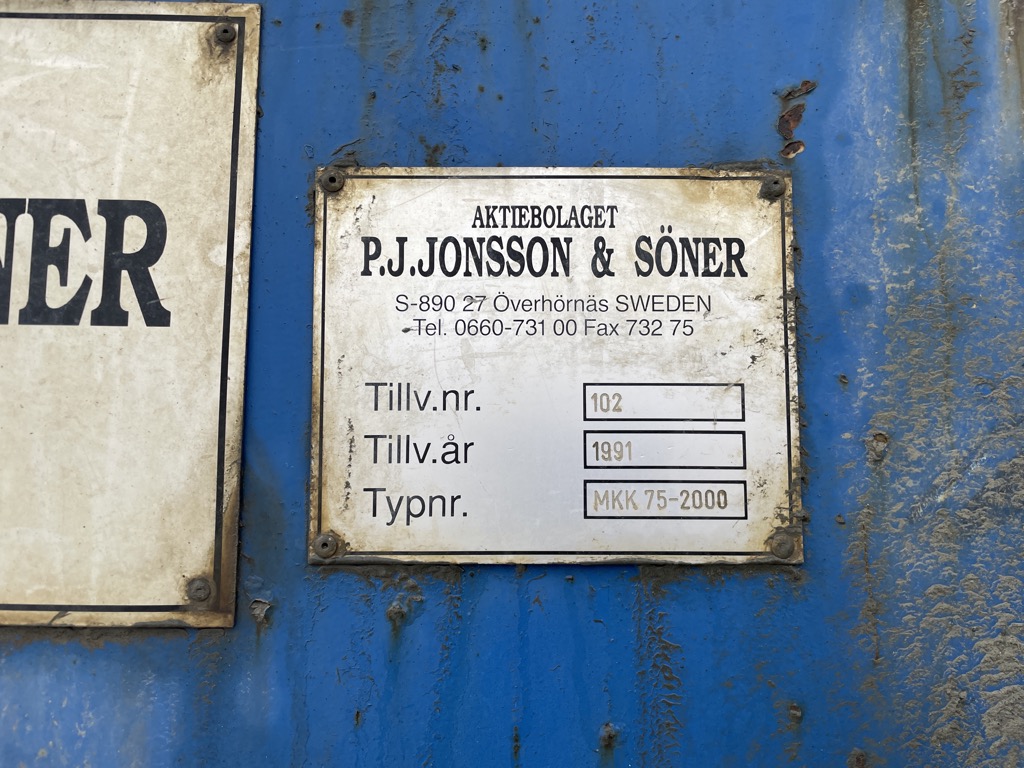 NER
AKTIEBOLAGET
P.J.JONSSON & SÖNER
S-890 27 Överhörnäs SWEDEN
Tel. 0660-731 00 Fax 732 75
Tillv.nr. 102
Tillv.år 1991
Typnr. MKK 75-2000